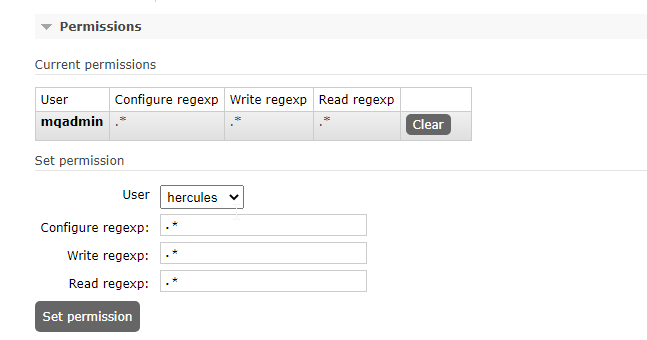 Permissions
Current permissions
User Configure regexp Write regexp Read regexp
mqadmin .* .* .* Clear
Set permission
User hercules
Configure regexp: .*
Write regexp: .*
Read regexp: .*
Set permission